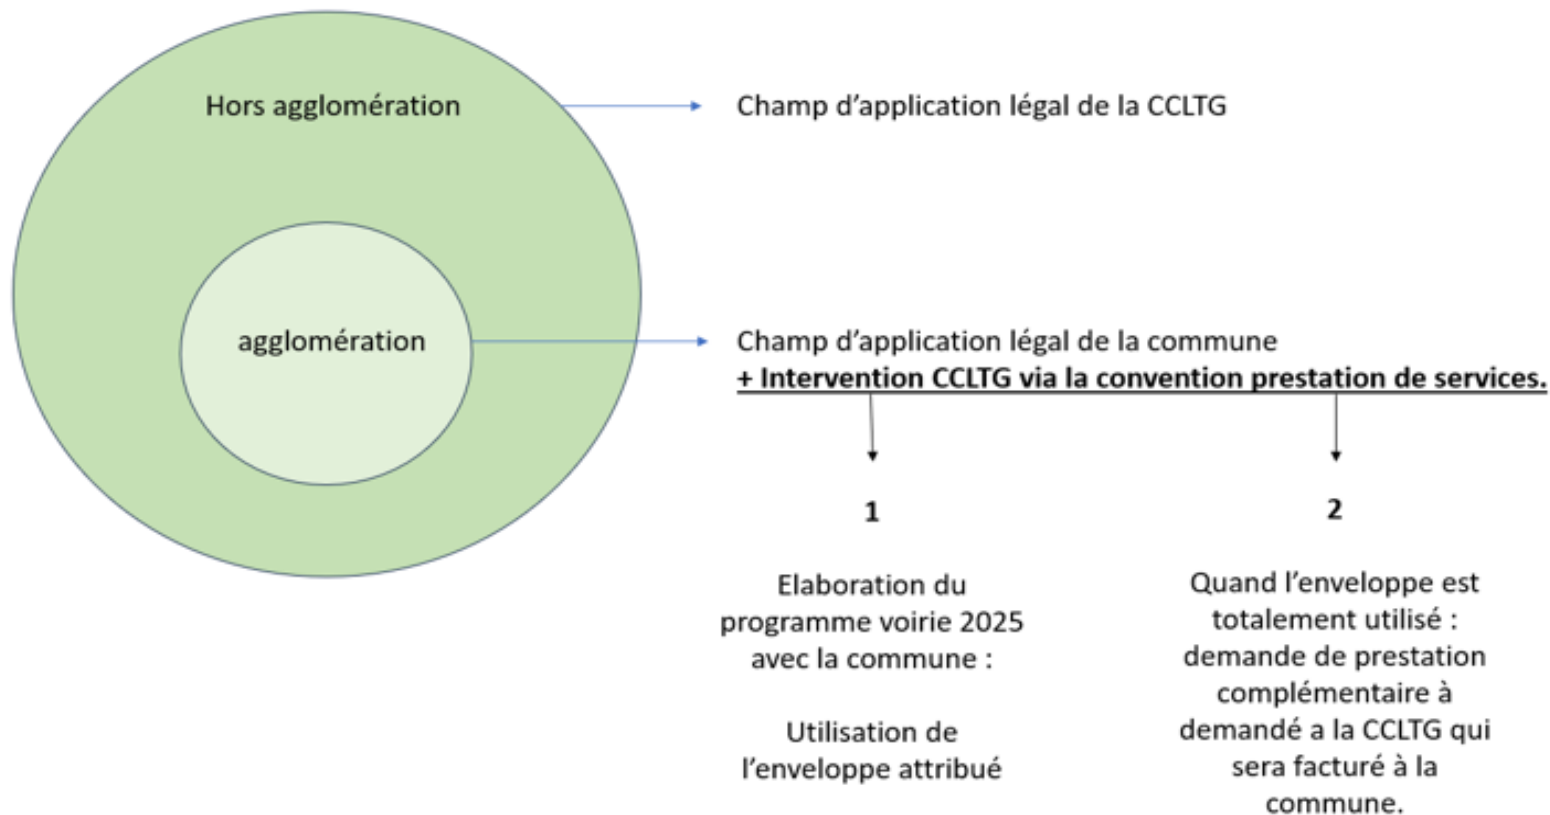 Hors agglomération
Champ d’application légal de la CCLTG
agglomération
Champ d’application légal de la commune
+ Intervention CCLTG via la convention prestation de services.
1
Elaboration du
programme voirie 2025
avec la commune :
Utilisation de
l’enveloppe attribué
2
Quand l’enveloppe est
totalement utilisé :
demande de prestation
complémentaire à
demandé a la CCLTG qui
sera facturé à la
commune.